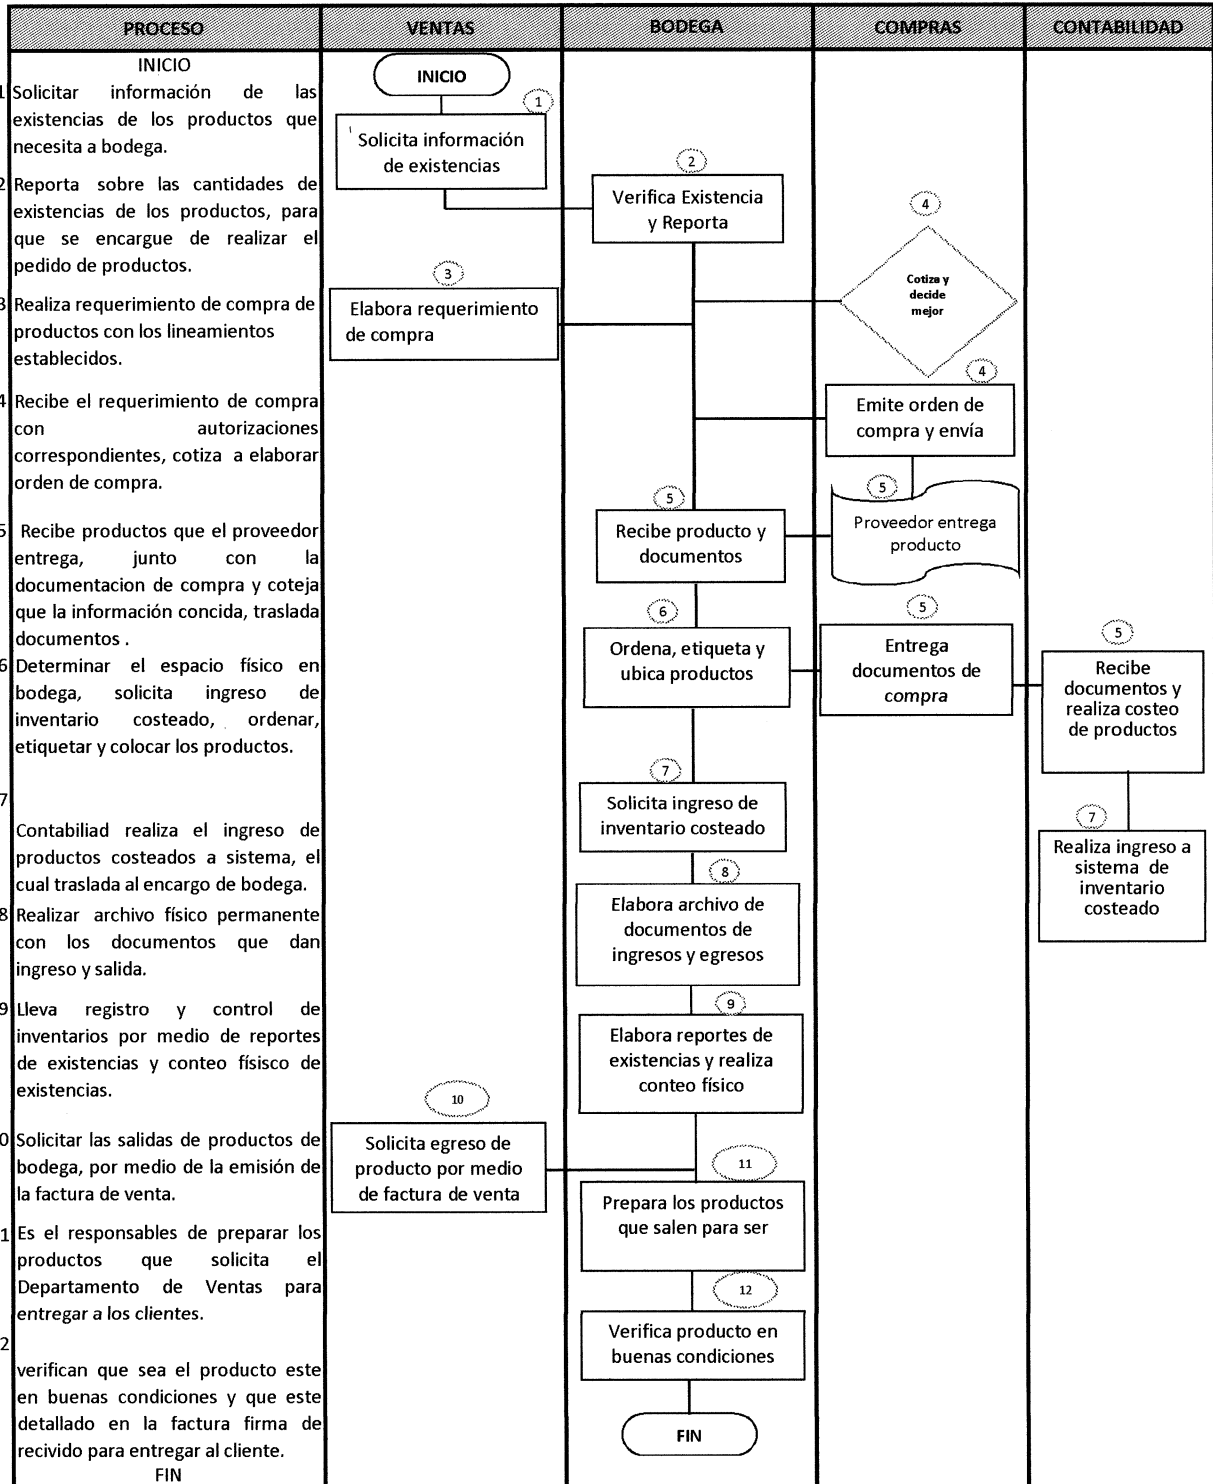 PROCESO
VENTAS
BODEGA
COMPRAS
CONTABILIDAD
INICIO
1 Solicitar información de las
existencias de los productos que
necesita a bodega.
2 Reporta sobre las cantidades de
existencias de los productos, para
que se encargue de realizar el
pedido de productos.
3 Realiza requerimiento de compra de
productos con los lineamientos
establecidos.
4 Recibe el requerimiento de compra
con autorizaciones
correspondientes, cotiza a elaborar
orden de compra.
5 Recibe productos que el proveedor
entrega, junto con la
documentacion de compra y coteja
que la información concida, traslada
documentos .
6 Determinar el espacio físico en
bodega, solicita ingreso de
inventario costeado, ordenar,
etiquetar y colocar los productos.
7
Contabiliad realiza el ingreso de
productos costeados a sistema, el
cual traslada al encargo de bodega.
8 Realizar archivo físico permanente
con los documentos que dan
ingreso y salida.
9 Lleva registro y control de
inventarios por medio de reportes
de existencias y conteo físisco de
existencias.
0 Solicitar las salidas de productos de
bodega, por medio de la emisión de
la factura de venta.
1 Es el responsables de preparar los
productos que solicita el
Departamento de Ventas para
entregar a los clientes.
2
verifican que sea el producto este
en buenas condiciones y que este
detallado en la factura firma de
recivido para entregar al cliente.
FIN
INICIO
1
Solicita información
de existencias
2
Verifica Existencia
y Reporta
3
Elabora requerimiento
de compra
4
Cotiza y
decide
mejor
4
Emite orden de
compra y envía
5
Proveedor entrega
producto
5
Recibe producto y
documentos
6
Ordena, etiqueta y
ubica productos
5
Entrega
documentos de
compra
5
Recibe
documentos y
realiza costeo
de productos
7
Solicita ingreso de
inventario costeado
7
Realiza ingreso a
sistema de
inventario
costeado
8
Elabora archivo de
documentos de
ingresos y egresos
9
Elabora reportes de
existencias y realiza
conteo físico
10
Solicita egreso de
producto por medio
de factura de venta
11
Prepara los productos
que salen para ser
12
Verifica producto en
buenas condiciones
FIN